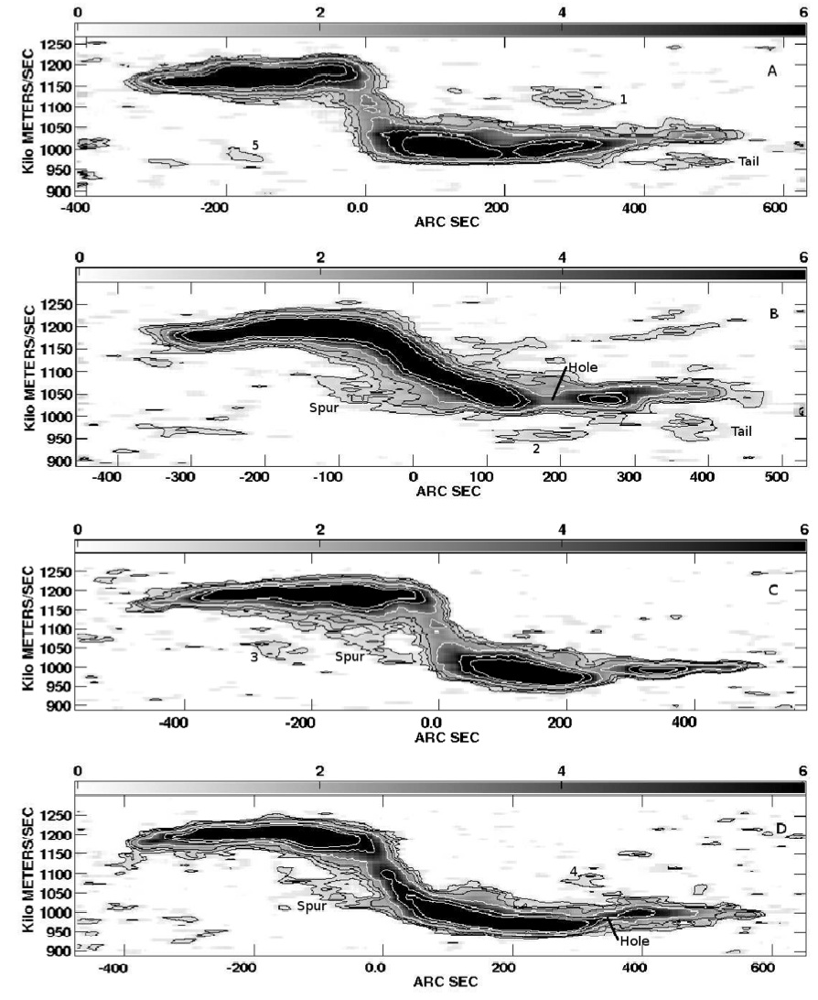 0 2 4 6
1250
1200
1150
1100
1050
1000
950
900
Kilo METERS/SEC
A
1
5
Tail
-400 -200 0.0 200 400 600
ARC SEC
0 2 4 6
1250
1200
1150
1100
1050
1000
950
900
Kilo METERS/SEC
B
Hole
Spur
Tail
2
-400 -300 -200 -100 0 100 200 300 400 500
ARC SEC
0 2 4 6
1250
1200
1150
1100
1050
1000
950
900
Kilo METERS/SEC
C
3
Spur
-400 -200 0.0 200 400
ARC SEC
0 2 4 6
1250
1200
1150
1100
1050
1000
950
900
Kilo METERS/SEC
D
4
Spur
Hole
-400 -200 0.0 200 400 600
ARC SEC